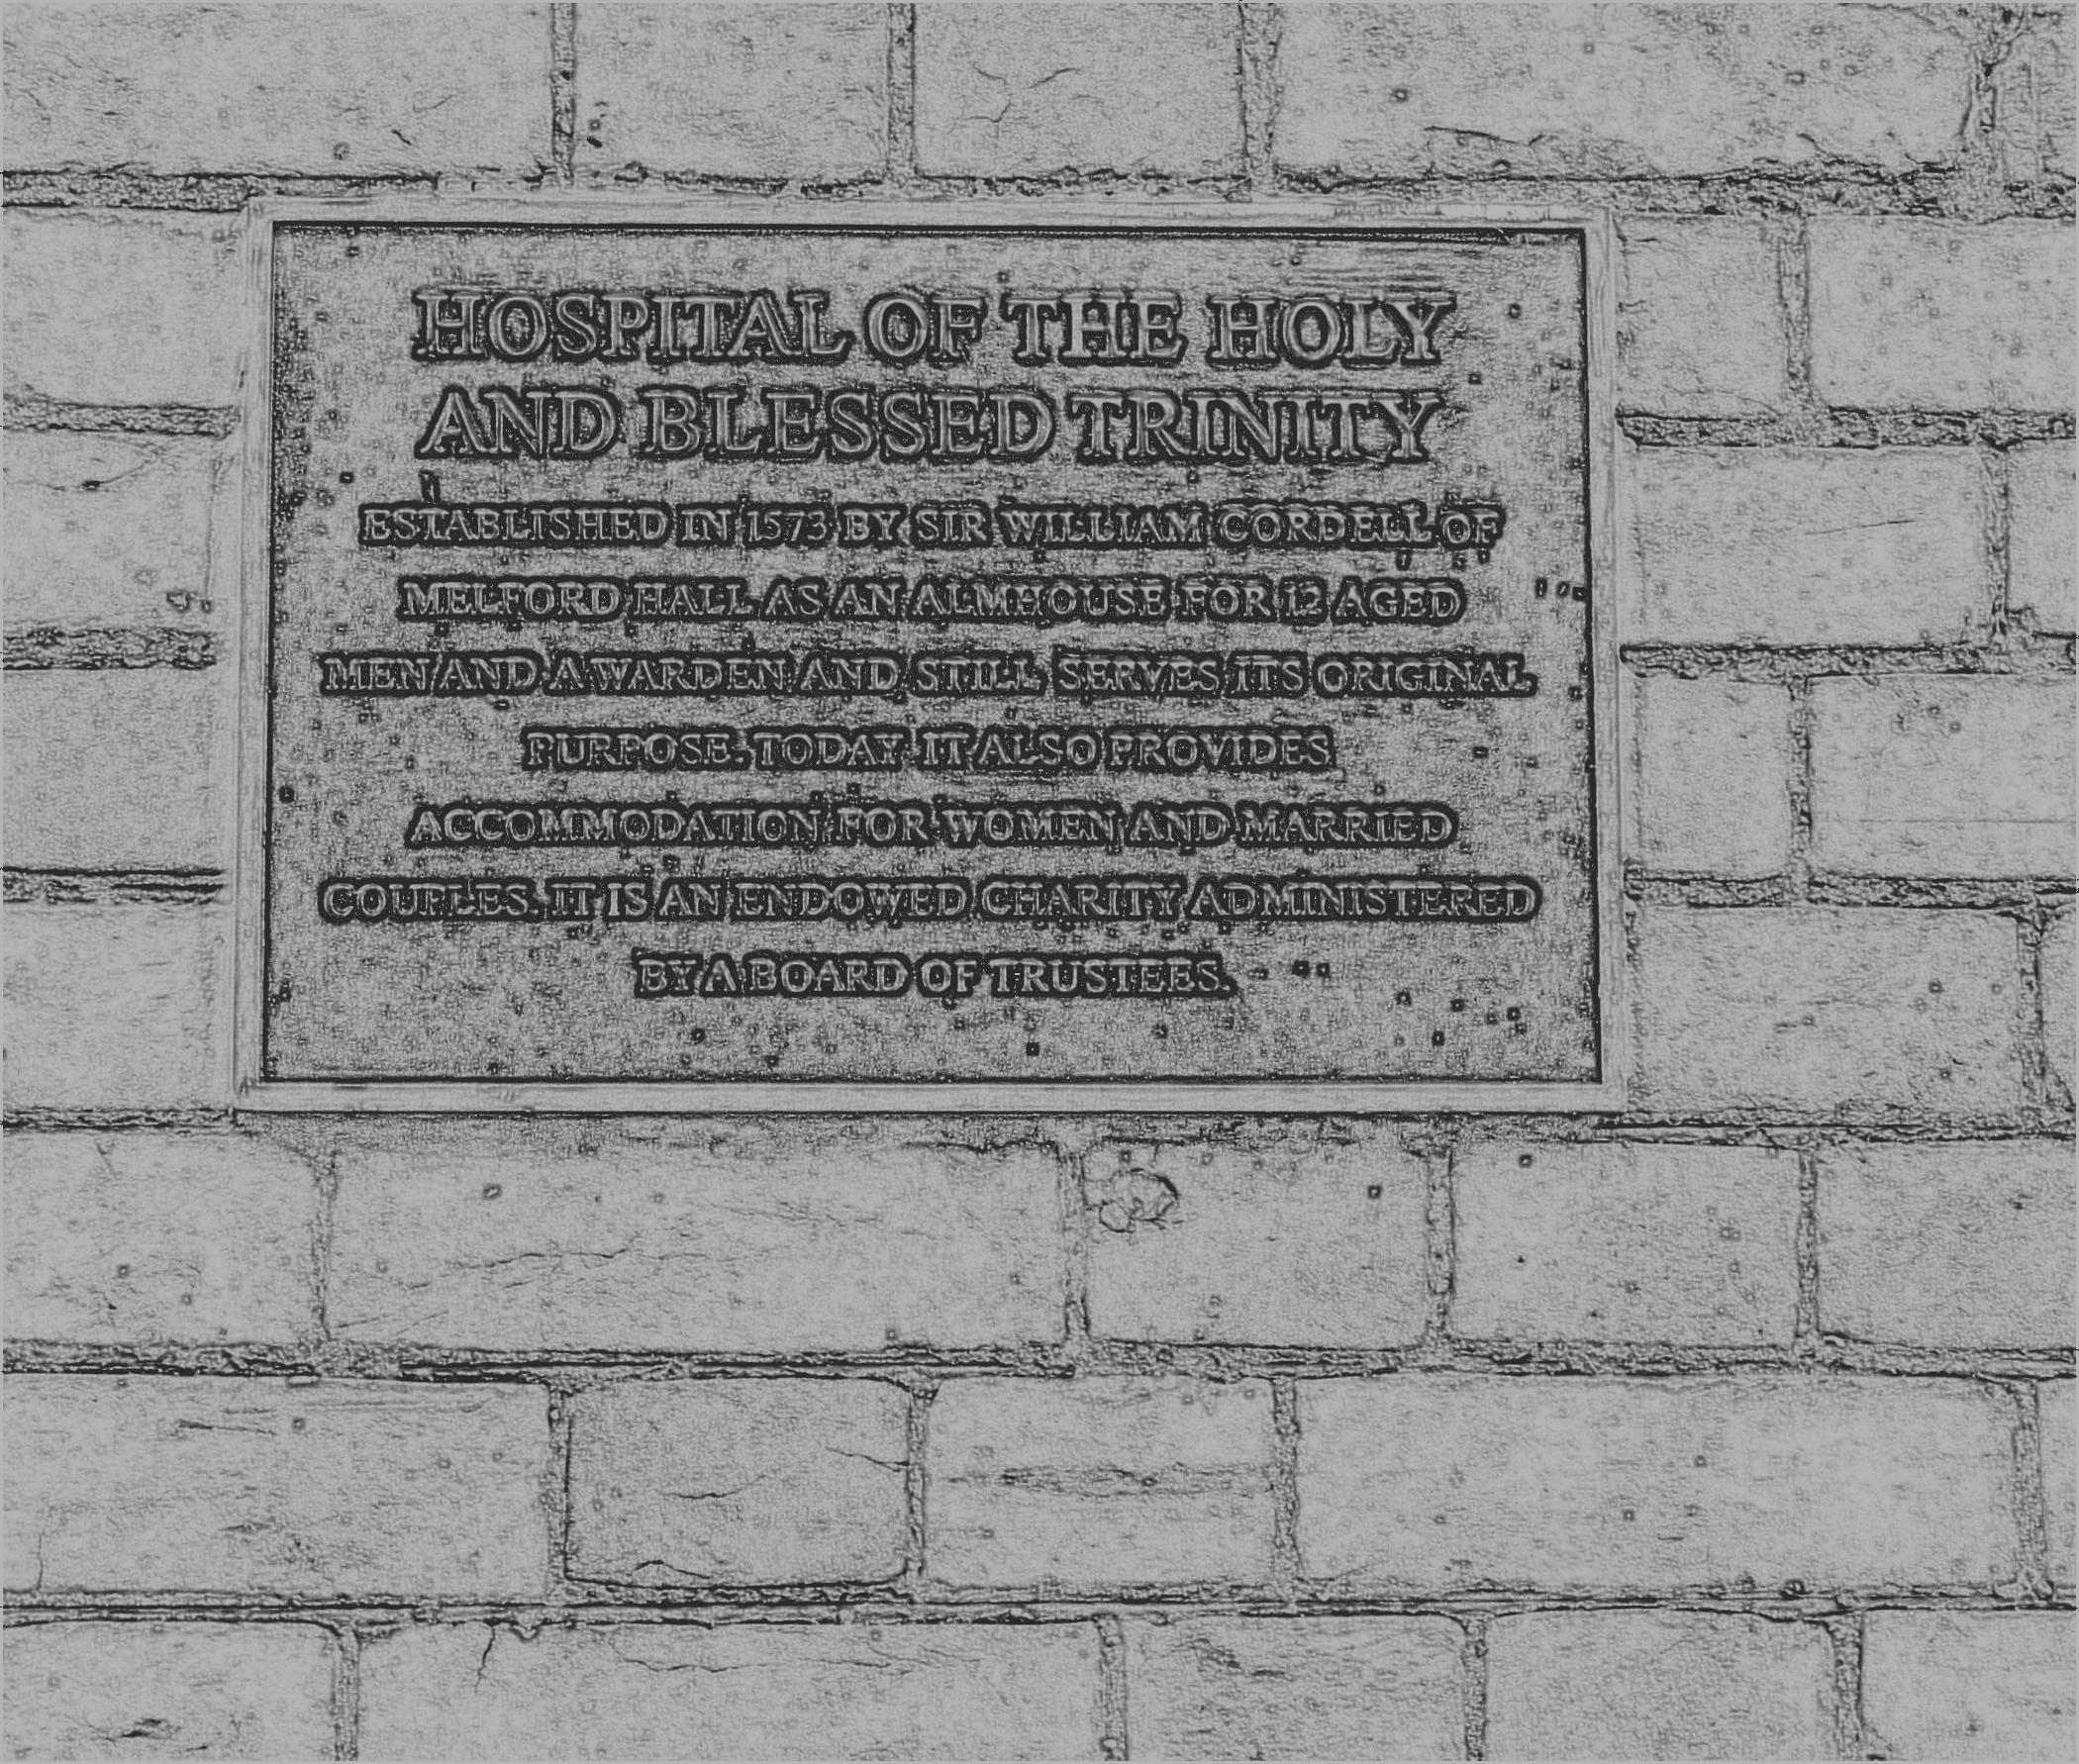 HOSPITAL OF THE HOLY
AND BLESSED TRINITY
ESTABLISHED IN 1573 BY SIR WILLIAM CORDELL OF
MELFORD HALL AS AN ALMHOUSE FOR 12 AGED
MEN AND A WARDEN AND STILL SERVES ITS ORIGINAL
PURPOSE. TODAY IT ALSO PROVIDES
ACCOMMODATION FOR WOMEN AND MARRIED
COUPLES. IT IS AN ENDOWED CHARITY ADMINISTERED
BY A BOARD OF TRUSTEES.